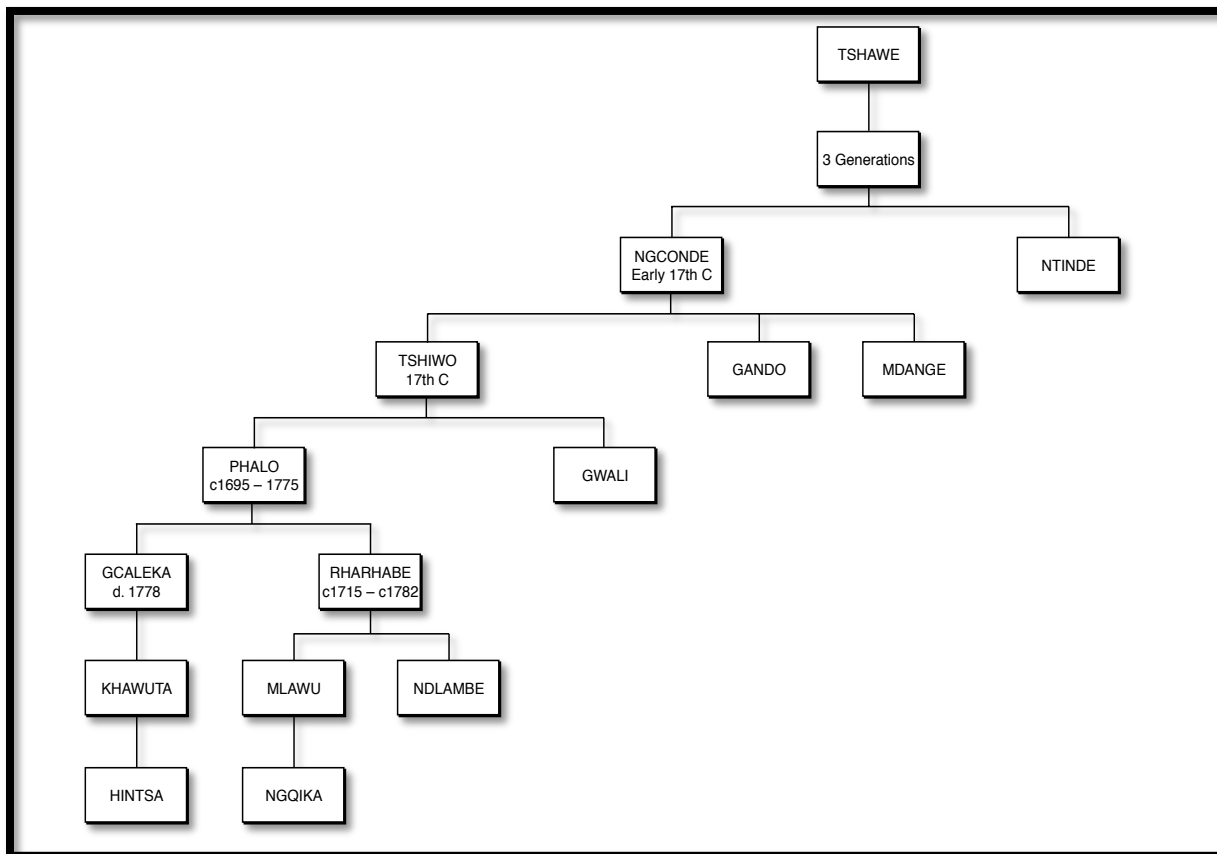 TSHAWE
3 Generations
NGCONDE
Early 17th C
NTINDE
TSHIWO
17th C
GANDO
MDANGE
PHALO
c1695 – 1775
GWALI
GCALEKA
d. 1778
RHARHABE
c1715 – c1782
KHAWUTA
MLAWU
NDLAMBE
HINTSA
NGQIKA